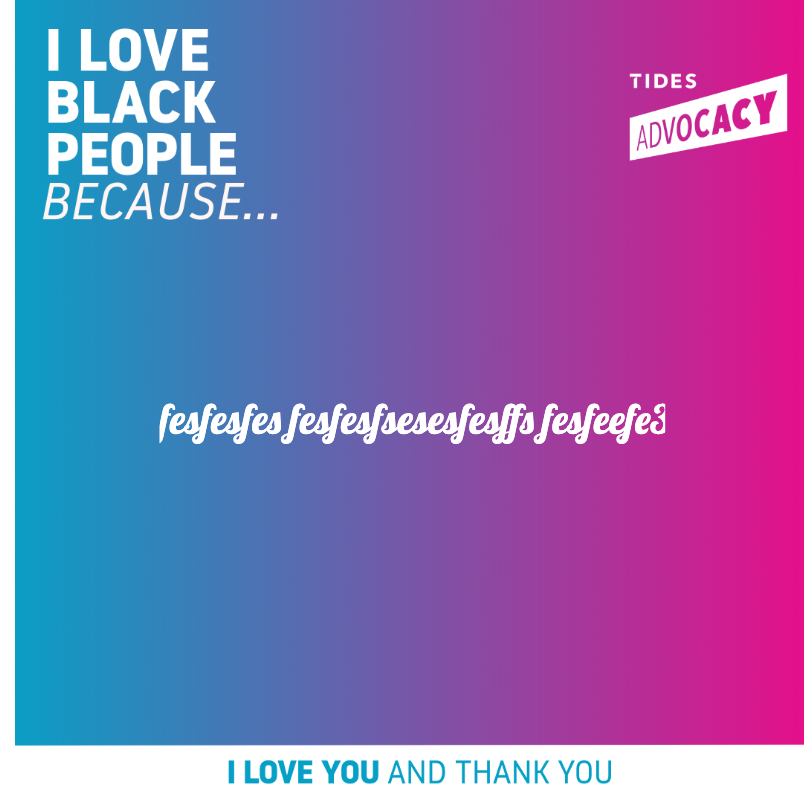 I LOVE
BLACK
PEOPLE
BECAUSE...
TIDES
ADVOCACY
fesfesfes fesfesfsesesfesffs fesfeefe3
I LOVE YOU AND THANK YOU